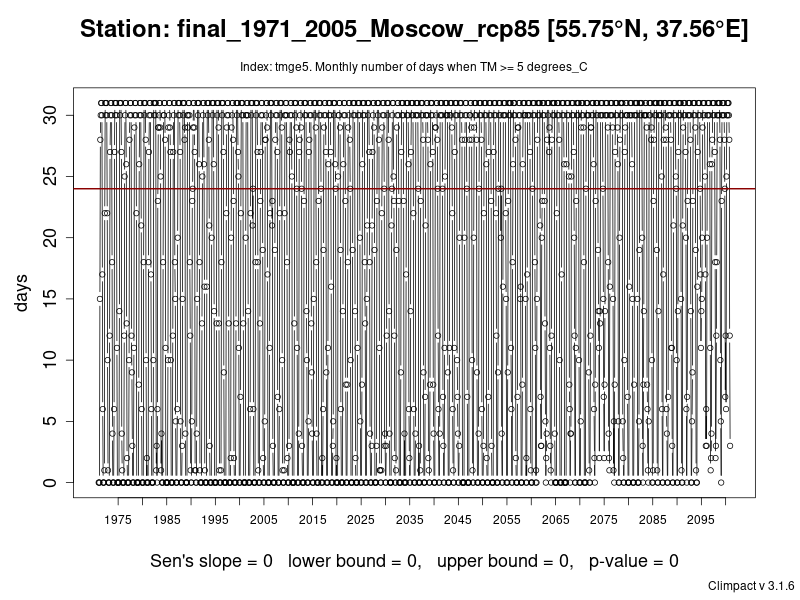 Station: final_1971_2005_Moscow_rcp85 [55.75°N, 37.56°E]
Index: tmge5. Monthly number of days when TM >= 5 degrees_C
days
30
25
20
15
10
5
0
1975 1985 1995 2005 2015 2025 2035 2045 2055 2065 2075 2085 2095
Sen's slope = 0 lower bound = 0, upper bound = 0, p-value = 0
Climpact v 3.1.6